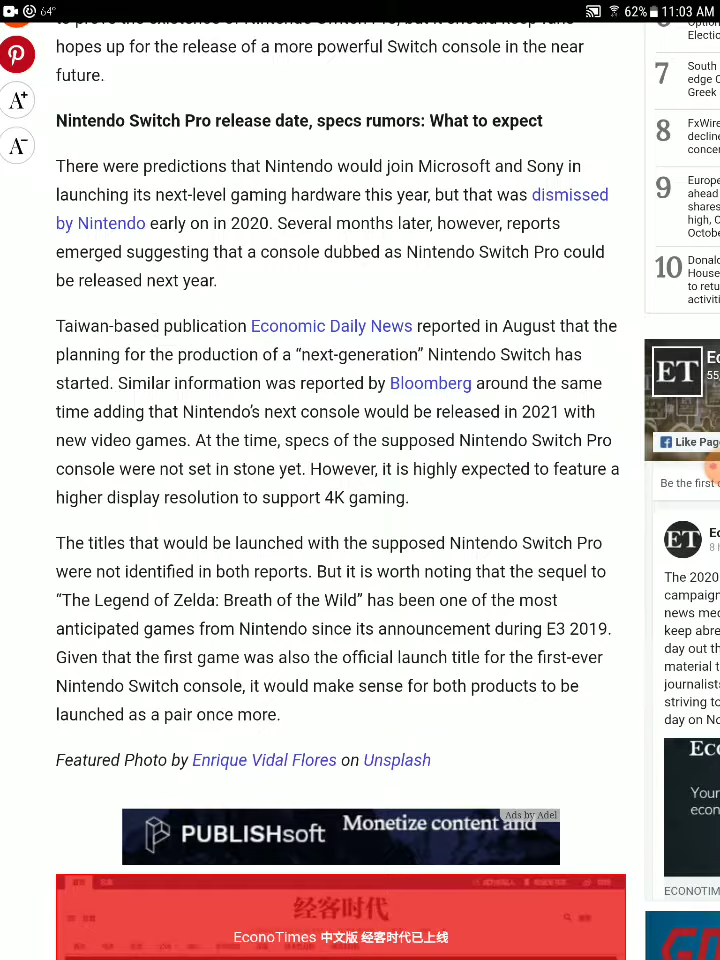 64°
62% 11:03 AM
hopes up for the release of a more powerful Switch console in the near
future.
A+
A-
Nintendo Switch Pro release date, specs rumors: What to expect
There were predictions that Nintendo would join Microsoft and Sony in
launching its next-level gaming hardware this year, but that was dismissed
by Nintendo early on in 2020. Several months later, however, reports
emerged suggesting that a console dubbed as Nintendo Switch Pro could
be released next year.
Taiwan-based publication Economic Daily News reported in August that the
planning for the production of a “next-generation” Nintendo Switch has
started. Similar information was reported by Bloomberg around the same
time adding that Nintendo’s next console would be released in 2021 with
new video games. At the time, specs of the supposed Nintendo Switch Pro
console were not set in stone yet. However, it is highly expected to feature a
higher display resolution to support 4K gaming.
The titles that would be launched with the supposed Nintendo Switch Pro
were not identified in both reports. But it is worth noting that the sequel to
“The Legend of Zelda: Breath of the Wild” has been one of the most
anticipated games from Nintendo since its announcement during E3 2019.
Given that the first game was also the official launch title for the first-ever
Nintendo Switch console, it would make sense for both products to be
launched as a pair once more.
Featured Photo by Enrique Vidal Flores on Unsplash
Ads by Adel
PUBLISHsoft Monetize content and
经客时代
EconoTimes 中文版 经客时代已上线
Electio
7 South
edge C
Greek
8 FxWire
decline
concer
9 Europe
ahead
shares
high, C
Octobe
10 Donald
House
to retu
activiti
ET Ec
55,
Like Page
Be the first o
ET Ec
8 h
The 2020
campaign
news med
keep abre
day out th
material t
journalist
striving to
day on No
Ec
Your
econ
ECONOTIM